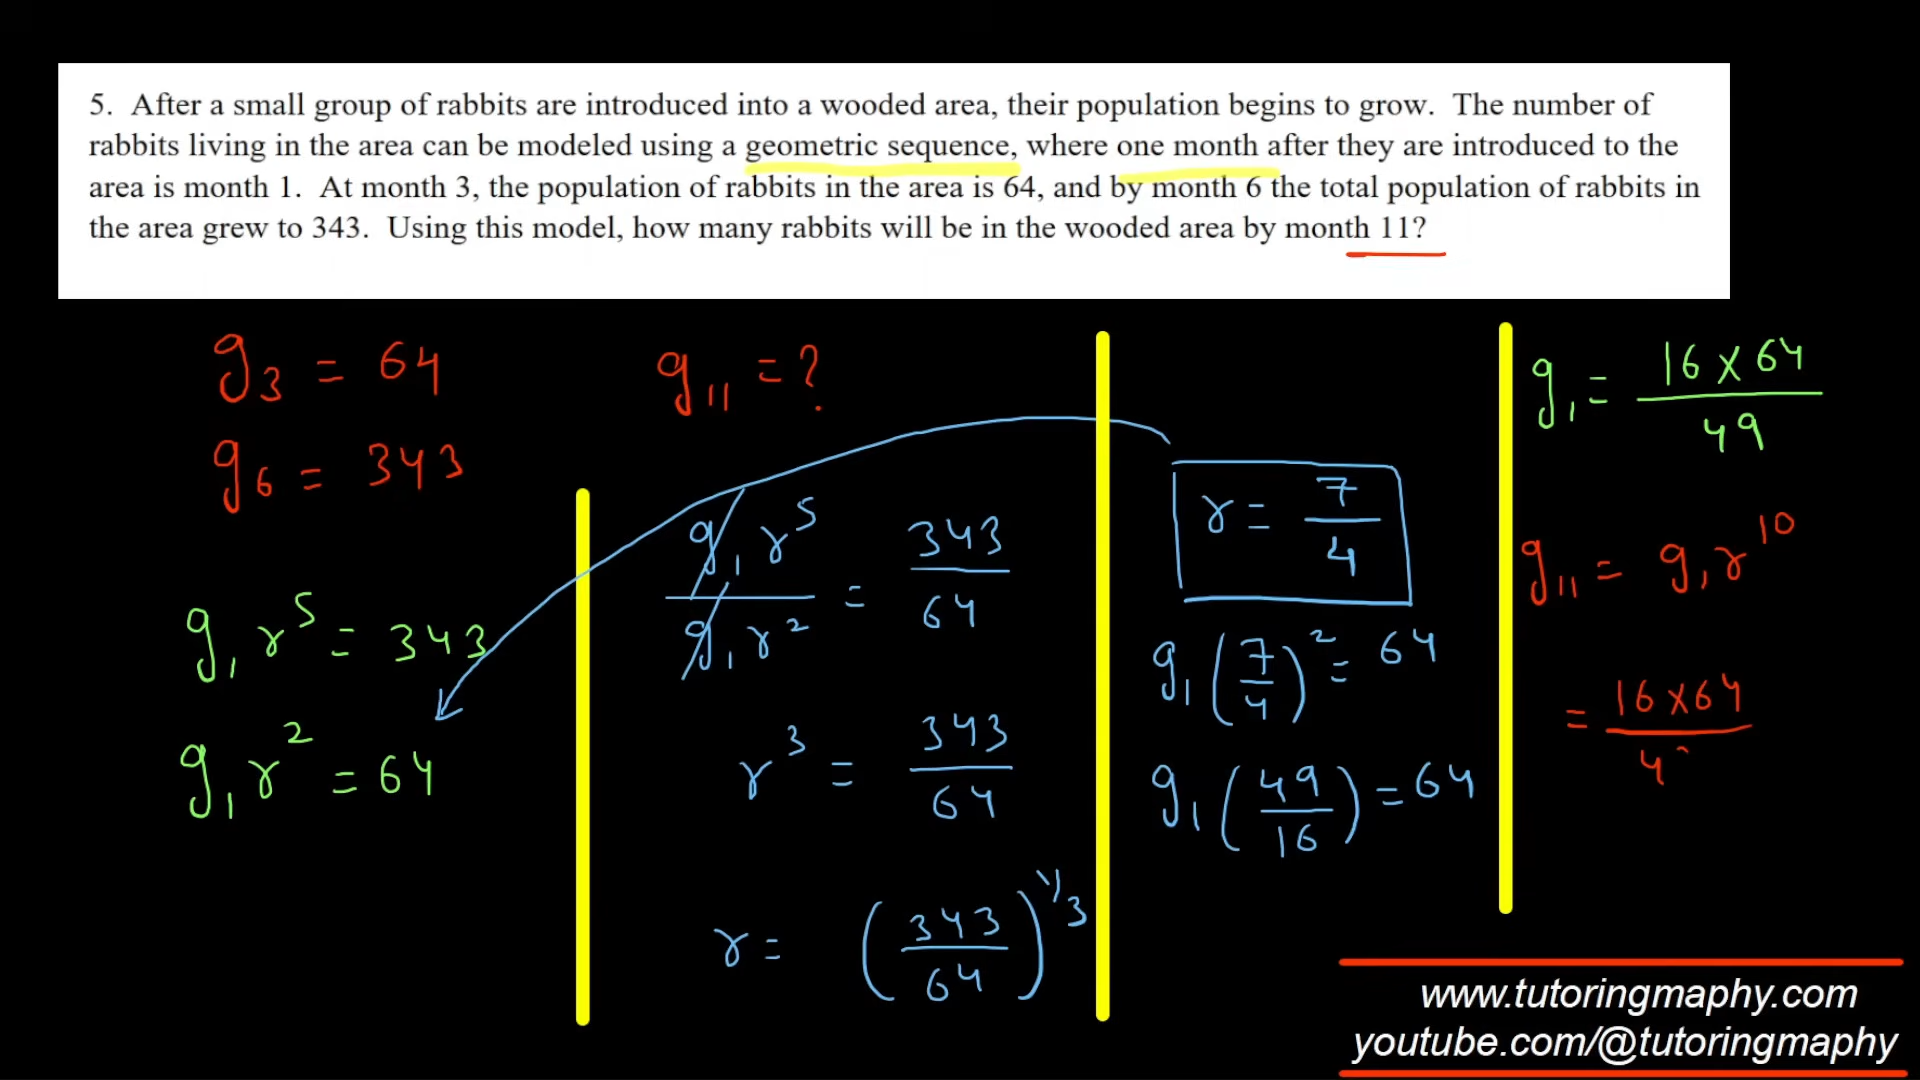 5. After a small group of rabbits are introduced into a wooded area, their population begins to grow. The number of
rabbits living in the area can be modeled using a geometric sequence, where one month after they are introduced to the
area is month 1. At month 3, the population of rabbits in the area is 64, and by month 6 the total population of rabbits in
the area grew to 343. Using this model, how many rabbits will be in the wooded area by month 11?
g₃ = 64
g₆ = 343
g₁₁ = ?
g₁ r⁵ = 343
g₁ r² = 64
g₁ r⁵ / g₁ r² = 343 / 64
r³ = 343 / 64
r = (343 / 64)^1/3
r = 7 / 4
g₁ (7 / 4)² = 64
g₁ (49 / 16) = 64
g₁ = 16 x 64 / 49
g₁₁ = g₁ r¹⁰
= 16 x 64 / 4
www.tutoringmaphy.com
youtube.com/@tutoringmaphy